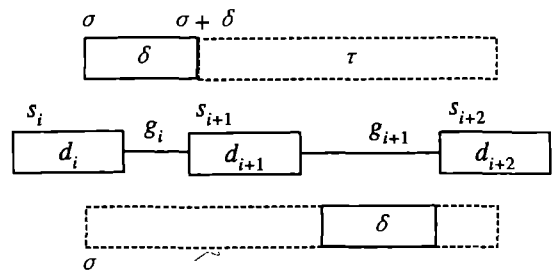 σ σ + δ
δ τ
s_i s_{i+1} s_{i+2}
g_i g_{i+1}
d_i d_{i+1} d_{i+2}
δ
σ